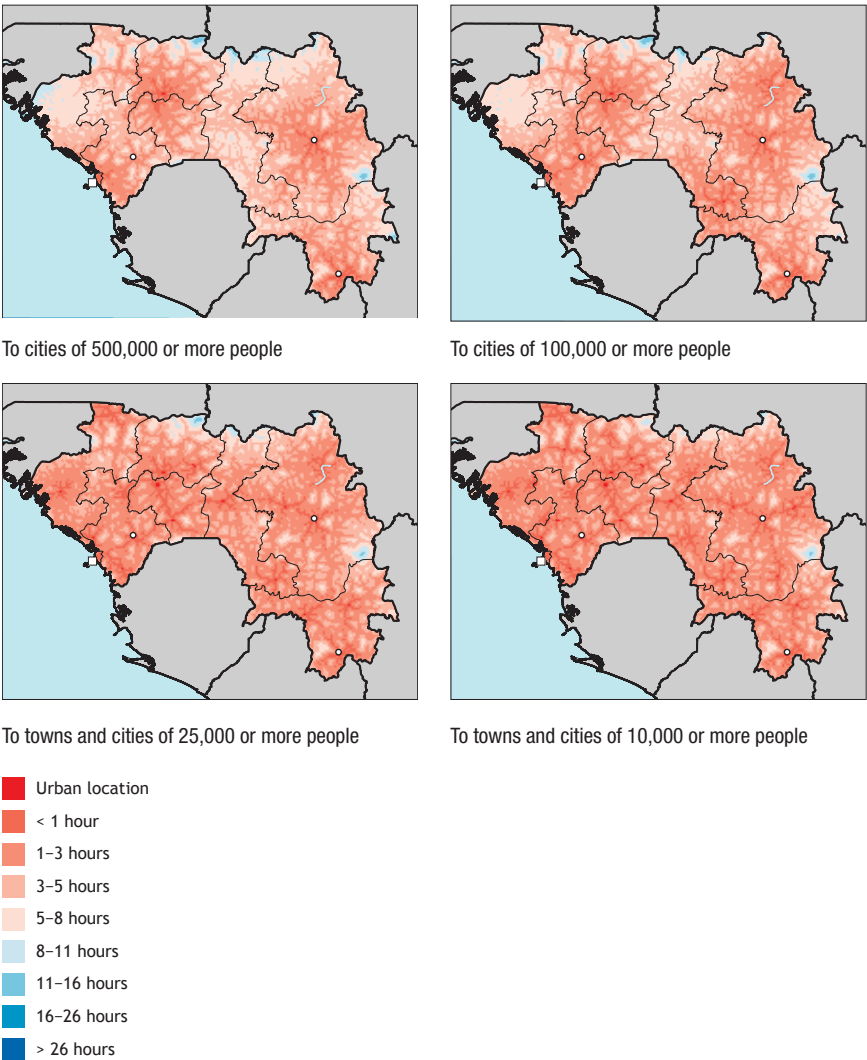 To cities of 500,000 or more people
To cities of 100,000 or more people
To towns and cities of 25,000 or more people
To towns and cities of 10,000 or more people
Urban location
< 1 hour
1–3 hours
3–5 hours
5–8 hours
8–11 hours
11–16 hours
16–26 hours
> 26 hours